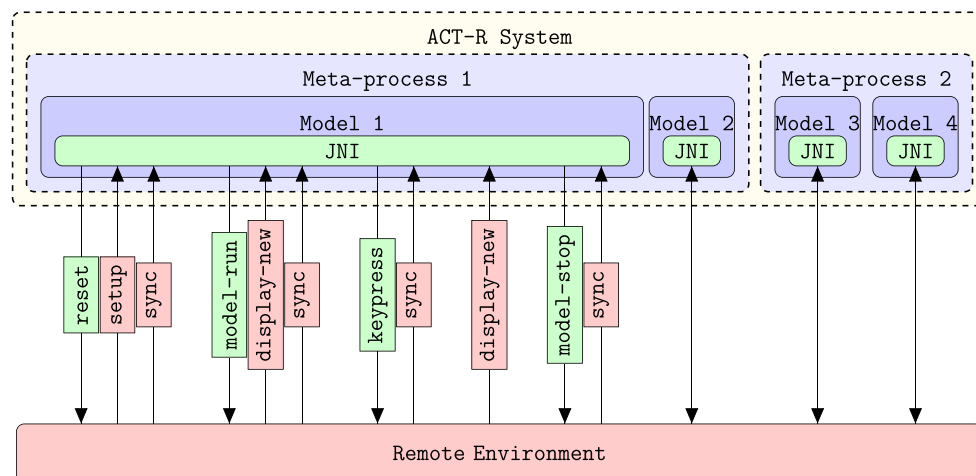 ACT-R System
Meta-process 1
Meta-process 2
Model 1
Model 2
Model 3
Model 4
JNI
JNI
JNI
JNI
reset
setup
sync
model-run
display-new
sync
keypress
sync
display-new
model-stop
sync
Remote Environment